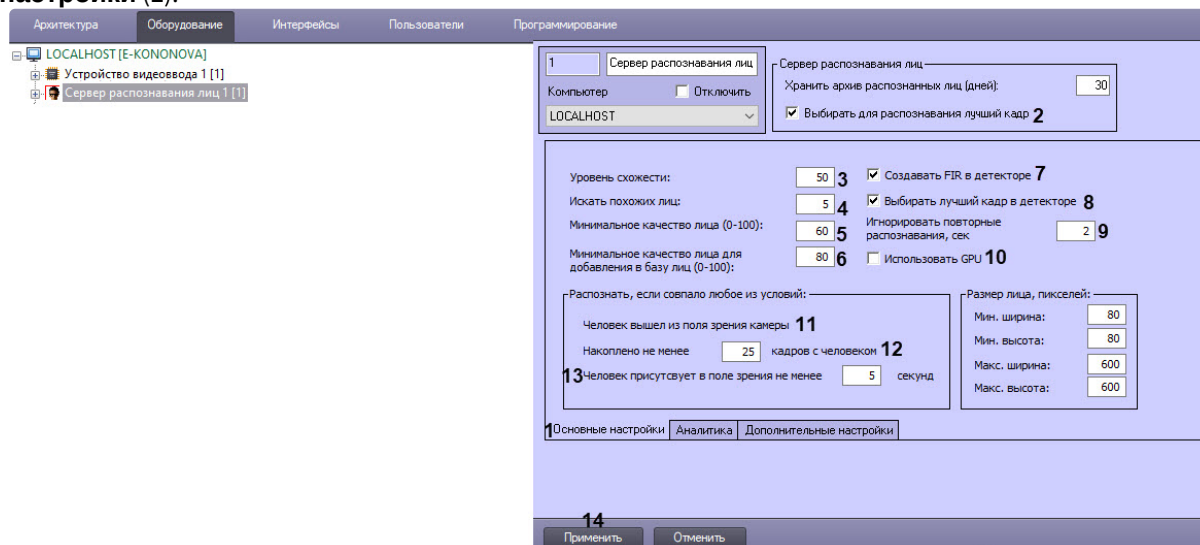 настройки (1).
Архитектура Оборудование Интерфейсы Пользователи Программирование
LOCALHOST [E-KONONOVA]
Устройство видеоввода 1 [1]
Сервер распознавания лиц 1 [1]
1 Сервер распознавания лиц
Компьютер Отключить
LOCALHOST
Сервер распознавания лиц
Хранить архив распознанных лиц (дней): 30
Выбирать для распознавания лучший кадр 2
Уровень схожести: 50 3
Искать похожих лиц: 5 4
Минимальное качество лица (0-100): 60 5
Минимальное качество лица для
добавления в базу лиц (0-100): 80 6
Создавать FIR в детекторе 7
Выбирать лучший кадр в детекторе 8
Игнорировать повторные
распознавания, сек 2 9
Использовать GPU 10
Распознать, если совпало любое из условий:
Человек вышел из поля зрения камеры 11
Накоплено не менее 25 кадров с человеком 12
13 Человек присутсвует в поле зрения не менее 5 секунд
Размер лица, пикселей:
Мин. ширина: 80
Мин. высота: 80
Макс. ширина: 600
Макс. высота: 600
1 Основные настройки Аналитика Дополнительные настройки
14
Применить Отменить